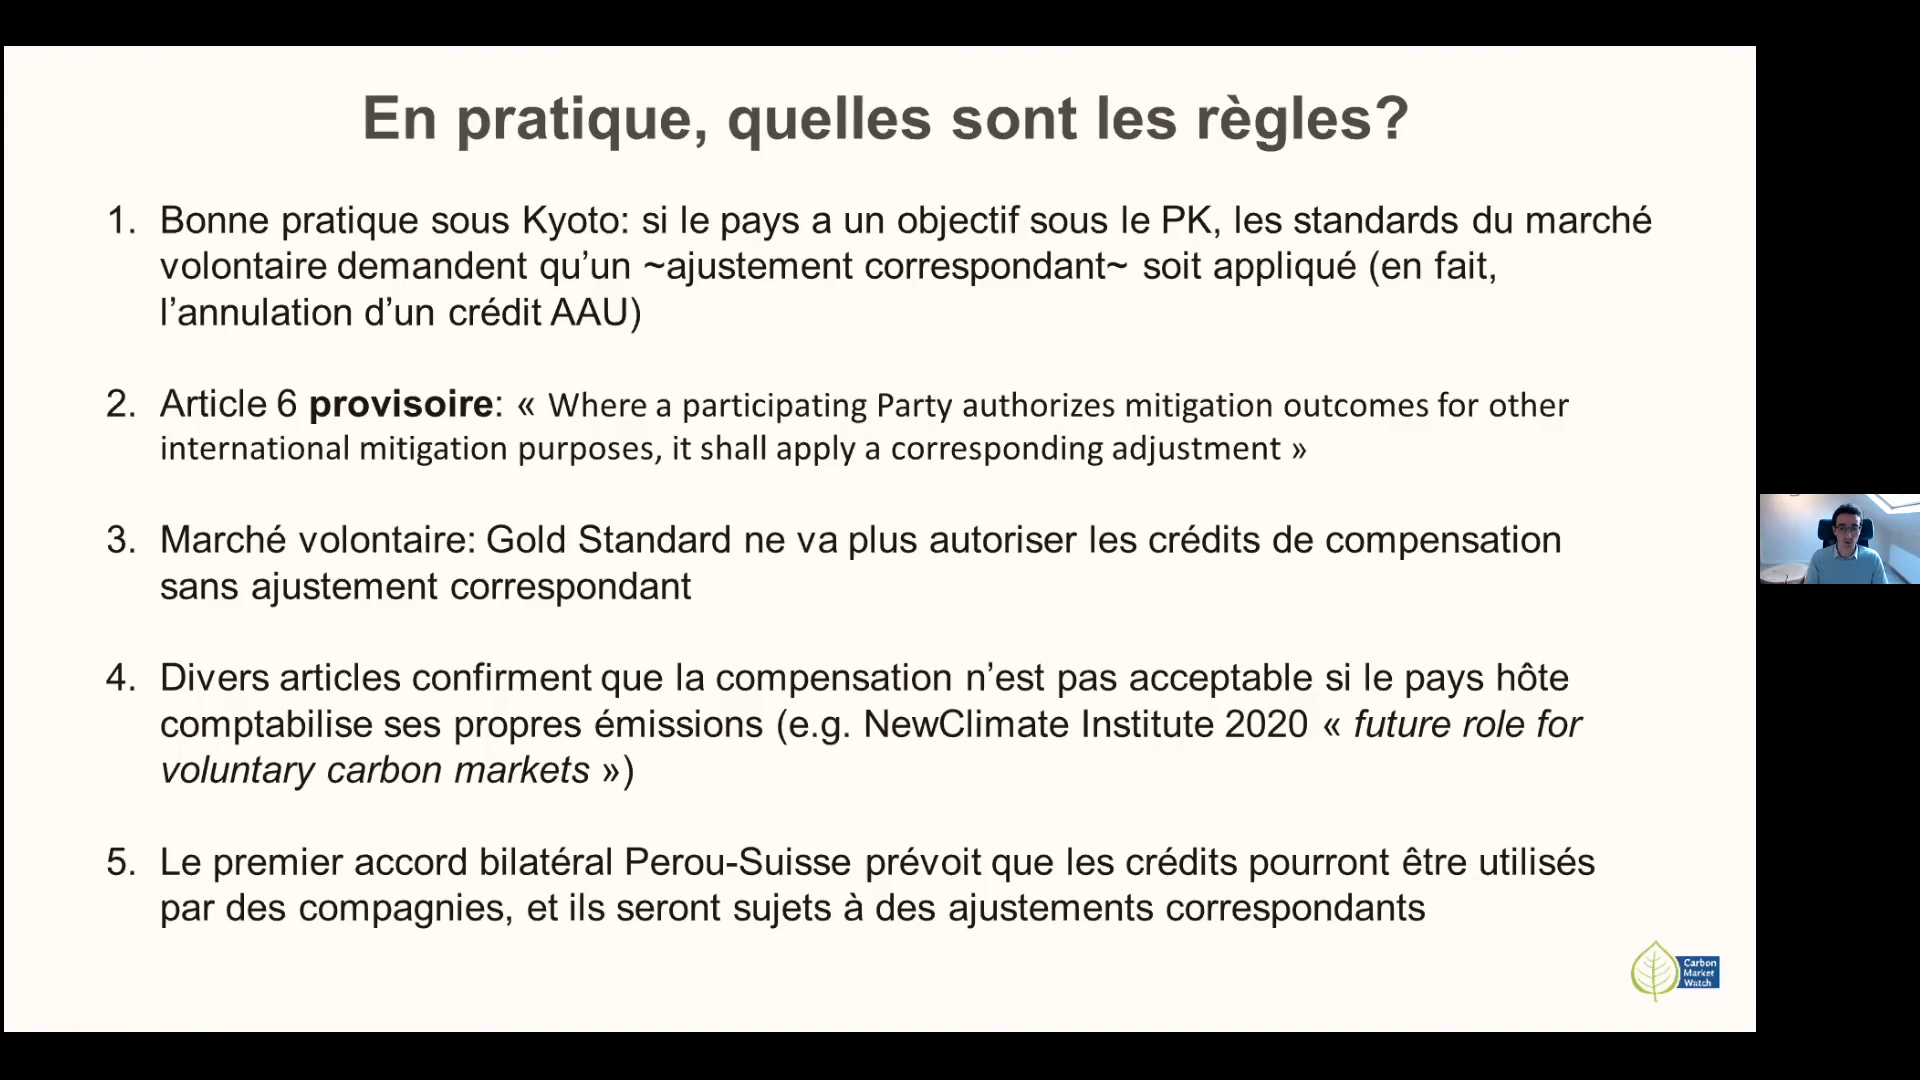 En pratique, quelles sont les règles?
1. Bonne pratique sous Kyoto: si le pays a un objectif sous le PK, les standards du marché
volontaire demandent qu’un ~ajustement correspondant~ soit appliqué (en fait,
l’annulation d’un crédit AAU)
2. Article 6 provisoire: « Where a participating Party authorizes mitigation outcomes for other
international mitigation purposes, it shall apply a corresponding adjustment »
3. Marché volontaire: Gold Standard ne va plus autoriser les crédits de compensation
sans ajustement correspondant
4. Divers articles confirment que la compensation n’est pas acceptable si le pays hôte
comptabilise ses propres émissions (e.g. NewClimate Institute 2020 « future role for
voluntary carbon markets »)
5. Le premier accord bilatéral Perou-Suisse prévoit que les crédits pourront être utilisés
par des compagnies, et ils seront sujets à des ajustements correspondants
Carbon
Market
Watch